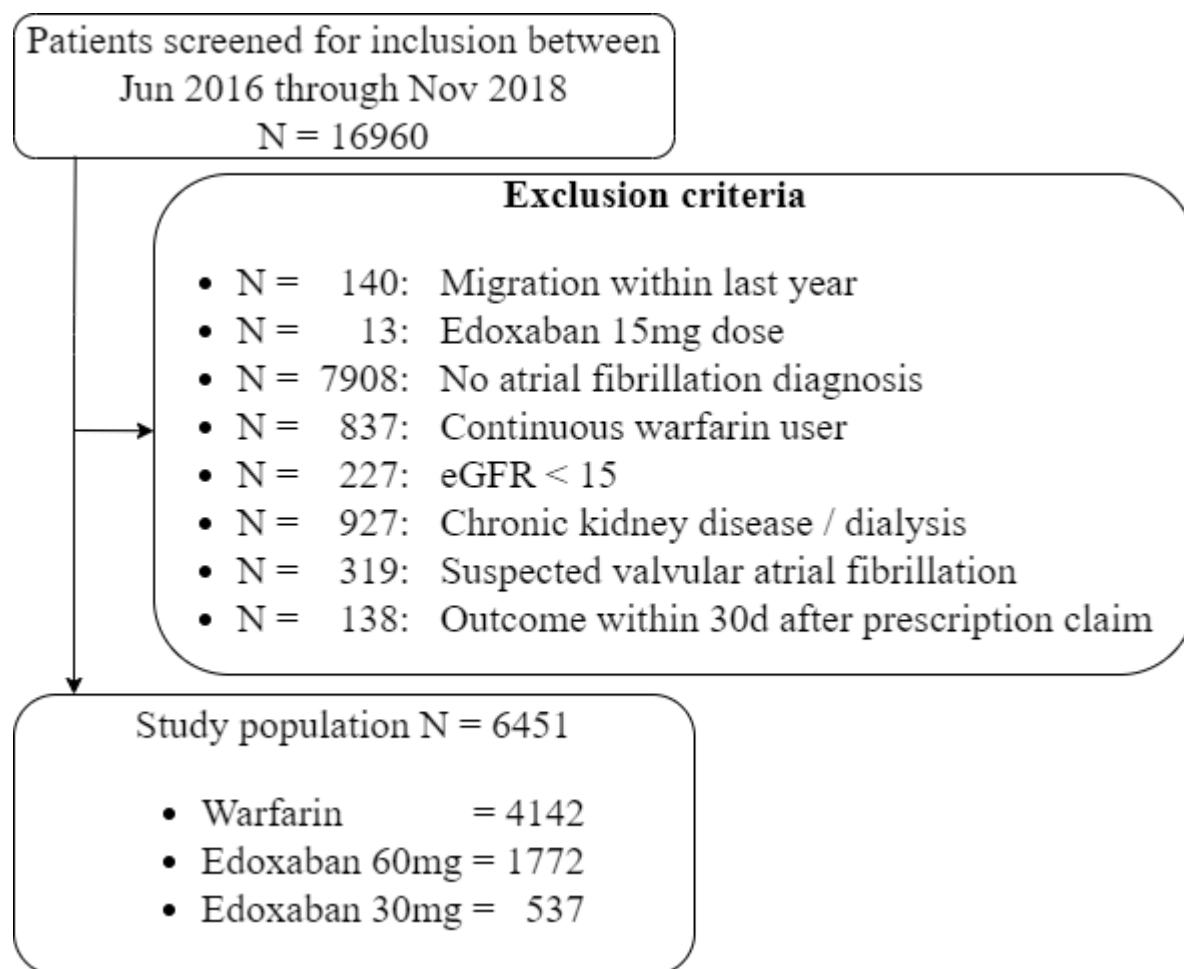 Patients screened for inclusion between
Jun 2016 through Nov 2018
N = 16960
Exclusion criteria
• N = 140: Migration within last year
• N = 13: Edoxaban 15mg dose
• N = 7908: No atrial fibrillation diagnosis
• N = 837: Continuous warfarin user
• N = 227: eGFR < 15
• N = 927: Chronic kidney disease / dialysis
• N = 319: Suspected valvular atrial fibrillation
• N = 138: Outcome within 30d after prescription claim
Study population N = 6451
• Warfarin = 4142
• Edoxaban 60mg = 1772
• Edoxaban 30mg = 537